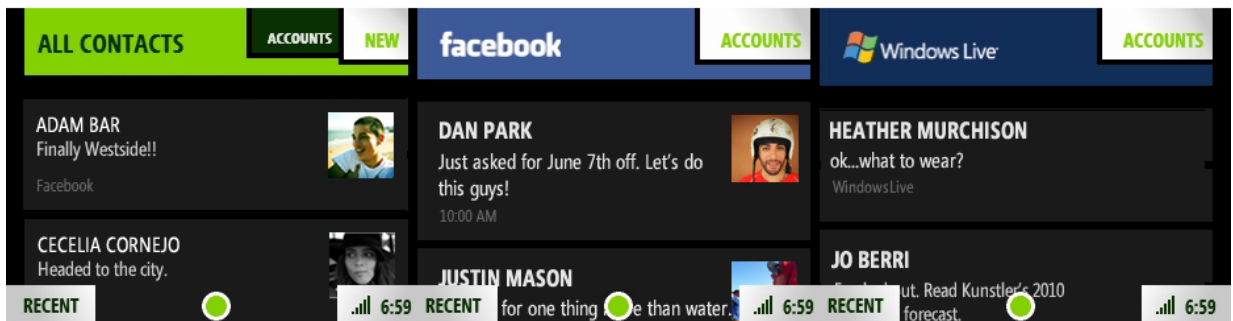 ALL CONTACTS
ACCOUNTS
NEW
ADAM BAR
Finally Westside!!
Facebook
CECELIA CORNEJO
Headed to the city.
RECENT
6:59
facebook
ACCOUNTS
DAN PARK
Just asked for June 7th off. Let's do
this guys!
10:00 AM
JUSTIN MASON
for one thing than water.
RECENT
6:59
Windows Live
ACCOUNTS
HEATHER MURCHISON
ok...what to wear?
WindowsLive
JO BERRI
out. Read Kunstler's 2010
forecast.
RECENT
6:59